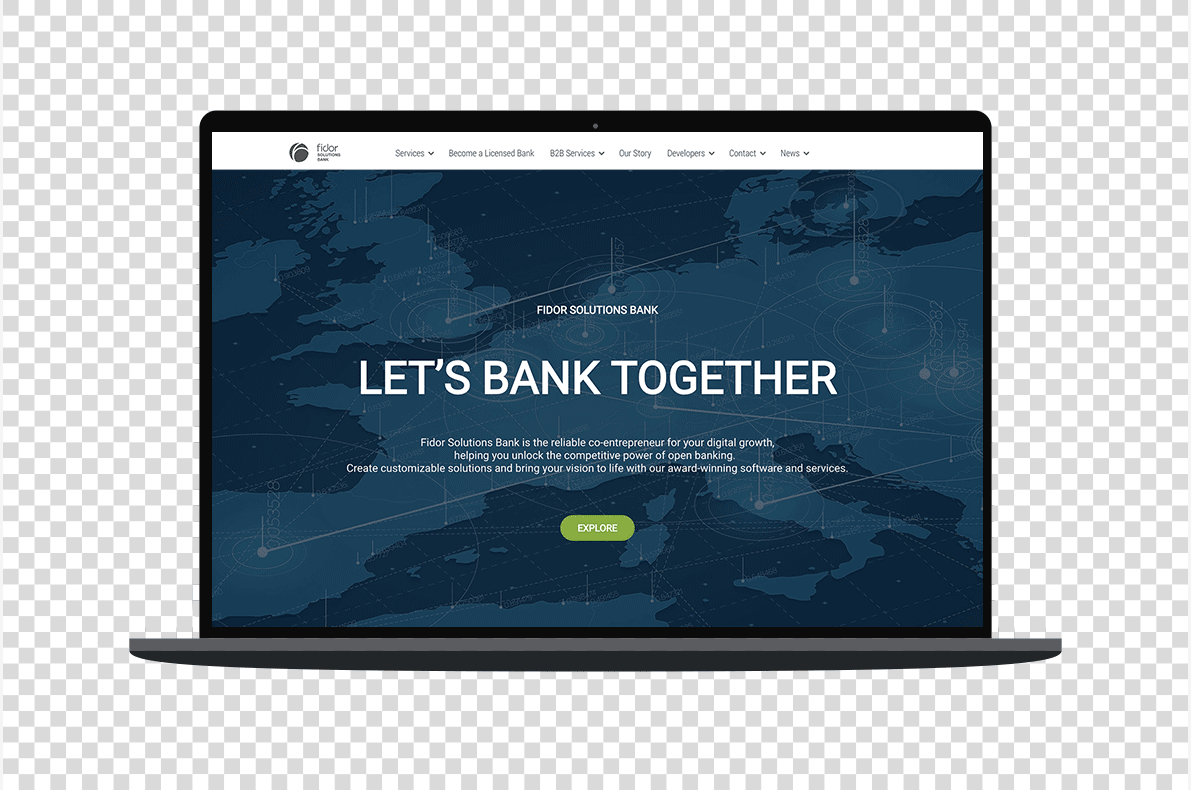 fidor
SOLUTIONS
BANK
Services
Become a Licensed Bank
B2B Services
Our Story
Developers
Contact
News
FIDOR SOLUTIONS BANK
LET’S BANK TOGETHER
Fidor Solutions Bank is the reliable co-entrepreneur for your digital growth,
helping you unlock the competitive power of open banking.
Create customizable solutions and bring your vision to life with our award-winning software and services.
EXPLORE